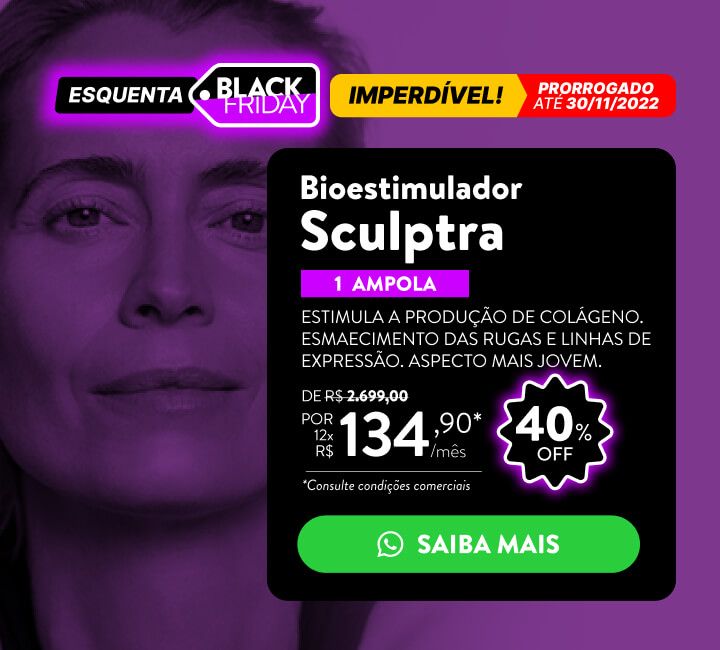 ESQUENTA
BLACK
FRIDAY
IMPERDÍVEL!
PRORROGADO
ATÉ 30/11/2022
Bioestimulador
Sculptra
1 AMPOLA
ESTIMULA A PRODUÇÃO DE COLÁGENO.
ESMAECIMENTO DAS RUGAS E LINHAS DE
EXPRESSÃO. ASPECTO MAIS JOVEM.
DE R$ 2.699,00
POR
12x
R$
134,90*
/mês
40%
OFF
*Consulte condições comerciais
SAIBA MAIS